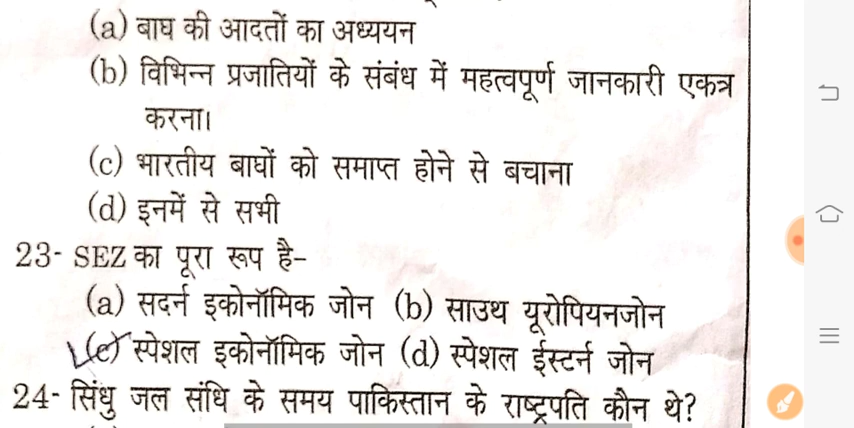 (a) बाघ की आदतों का अध्ययन
(b) विभिन्न प्रजातियों के संबंध में महत्वपूर्ण जानकारी एकत्र
करना।
(c) भारतीय बाघों को समाप्त होने से बचाना
(d) इनमें से सभी
23- SEZ का पूरा रूप है-
(a) सदर्न इकोनॉमिक जोन (b) साउथ यूरोपियनजोन
(c) स्पेशल इकोनॉमिक जोन (d) स्पेशल ईस्टर्न जोन
24- सिंधु जल संधि के समय पाकिस्तान के राष्ट्रपति कौन थे?